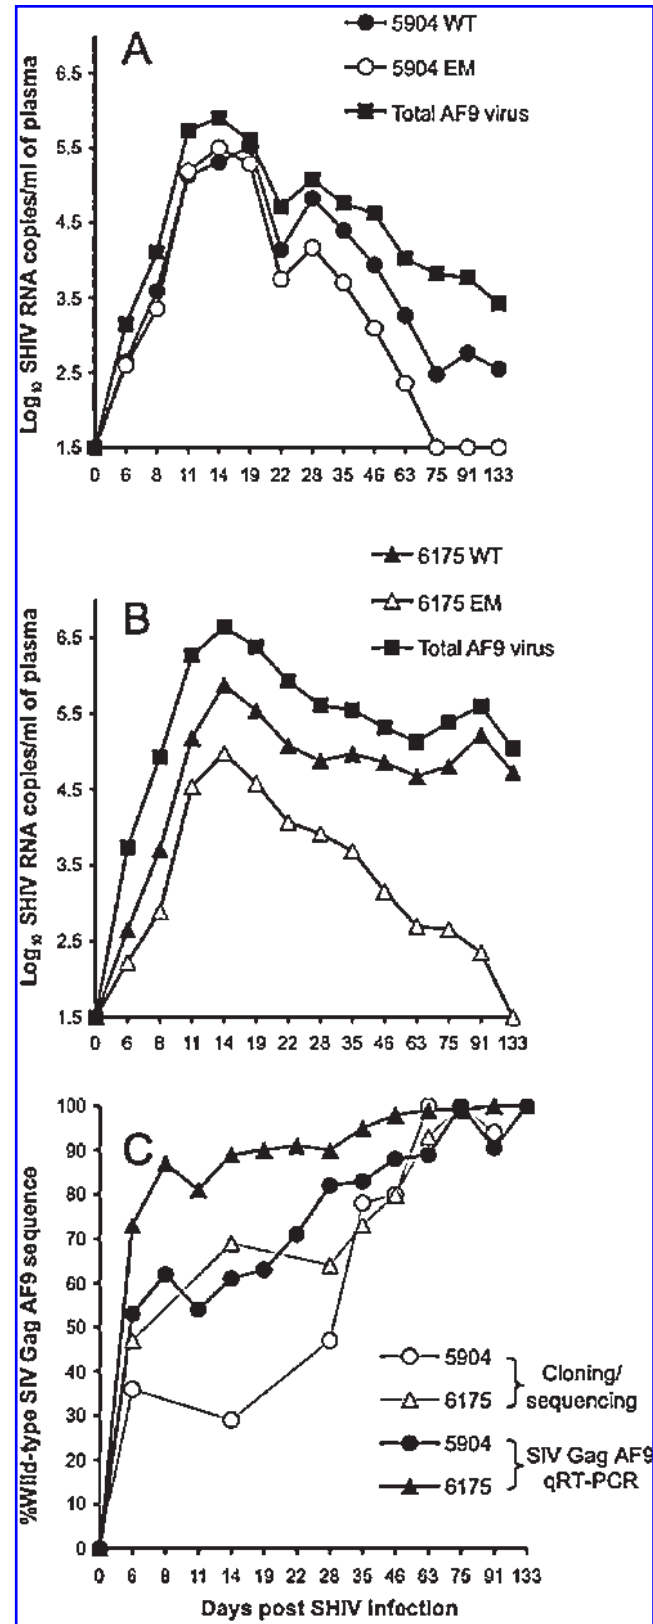 A
5904 WT
5904 EM
Total AF9 virus
Log₁₀ SHIV RNA copies/ml of plasma
6.5
5.5
4.5
3.5
2.5
1.5
0 6 8 11 14 19 22 28 35 46 63 75 91 133
B
6175 WT
6175 EM
Total AF9 virus
Log₁₀ SHIV RNA copies/ml of plasma
6.5
5.5
4.5
3.5
2.5
1.5
0 6 8 11 14 19 22 28 35 46 63 75 91 133
C
%Wild-type SIV Gag AF9 sequence
100
90
80
70
60
50
40
30
20
10
0
5904
6175
Cloning/
sequencing
5904
6175
SIV Gag AF9
qRT-PCR
0 6 8 11 14 19 22 28 35 46 63 75 91 133
Days post SHIV infection